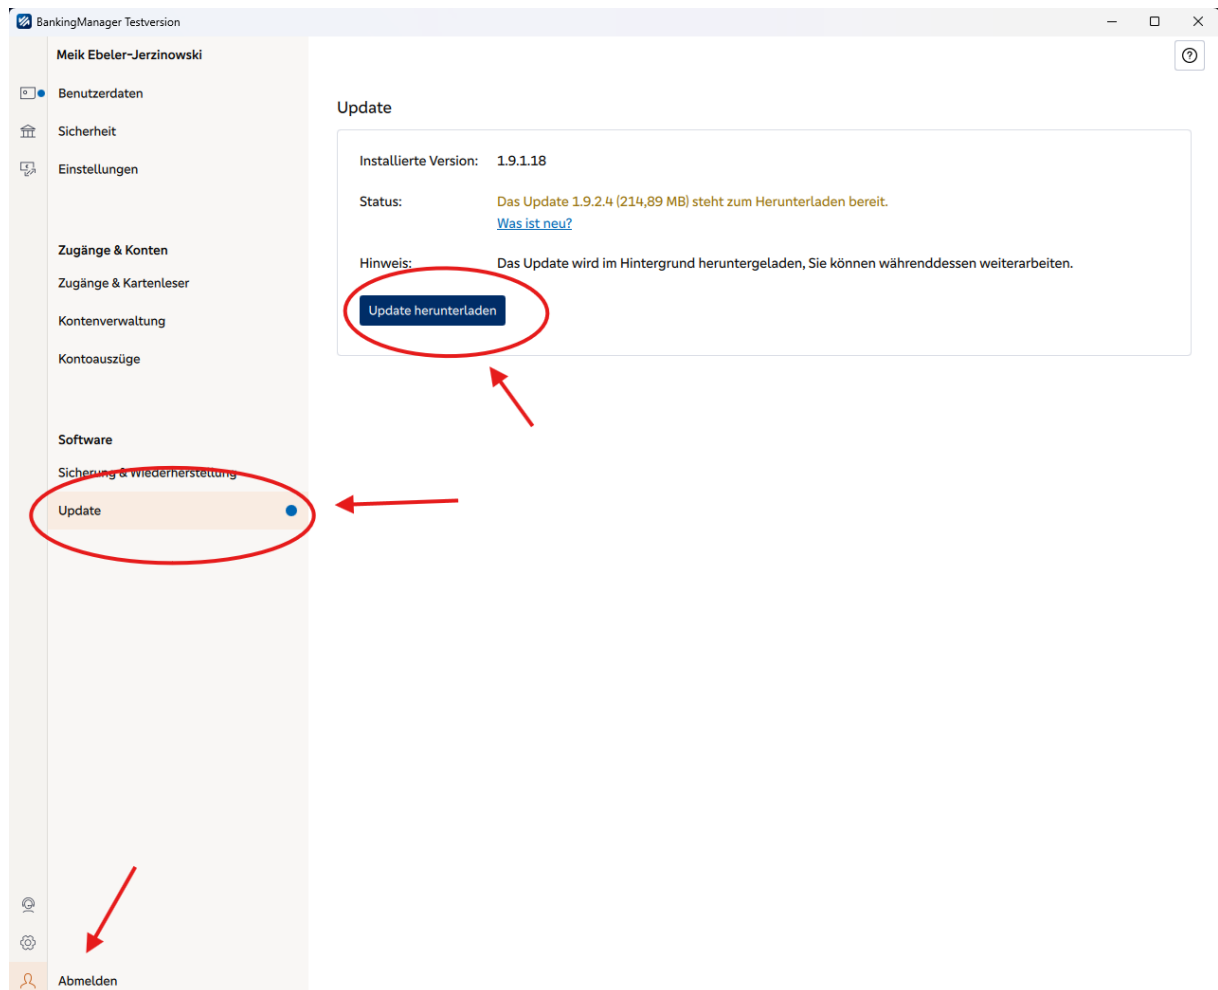 BankingManager Testversion
Meik Ebeler-Jerzinowski
Benutzerdaten
Sicherheit
Einstellungen
Zugänge & Konten
Zugänge & Kartenleser
Kontenverwaltung
Kontoauszüge
Software
Sicherung & Wiederherstellung
Update
Abmelden
Update
Installierte Version: 1.9.1.18
Status: Das Update 1.9.2.4 (214,89 MB) steht zum Herunterladen bereit.
Was ist neu?
Hinweis: Das Update wird im Hintergrund heruntergeladen, Sie können währenddessen weiterarbeiten.
Update herunterladen